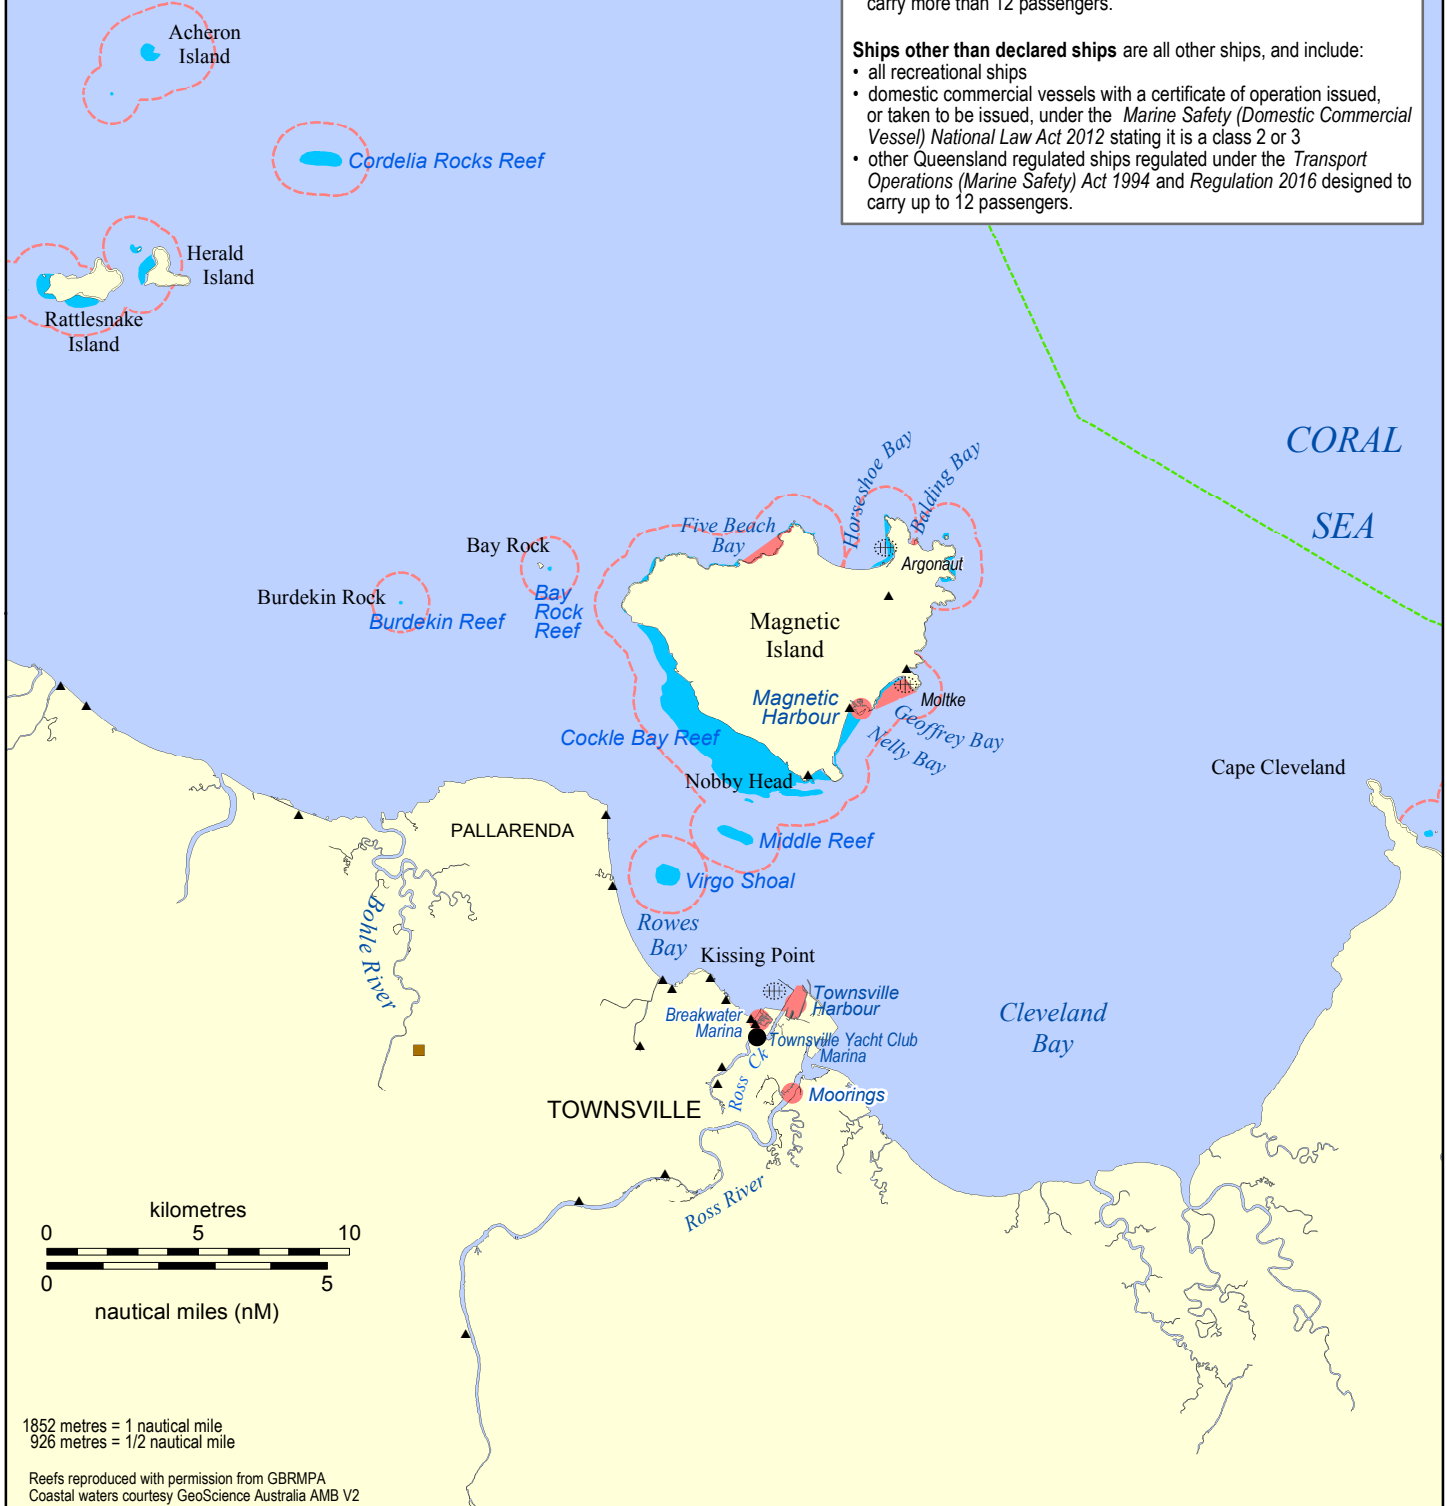 carry more than 12 passengers.
Ships other than declared ships are all other ships, and include:
• all recreational ships
• domestic commercial vessels with a certificate of operation issued,
or taken to be issued, under the Marine Safety (Domestic Commercial
Vessel) National Law Act 2012 stating it is a class 2 or 3
• other Queensland regulated ships regulated under the Transport
Operations (Marine Safety) Act 1994 and Regulation 2016 designed to
carry up to 12 passengers.
Acheron
Island
Cordelia Rocks Reef
Herald
Island
Rattlesnake
Island
CORAL
SEA
Horseshoe Bay
Balding Bay
Five Beach
Bay
Bay Rock
Argonaut
Burdekin Rock
Bay
Rock
Reef
Burdekin Reef
Magnetic
Island
Magnetic
Harbour
Moltke
Geoffrey Bay
Nelly Bay
Cockle Bay Reef
Nobby Head
Cape Cleveland
PALLARENDA
Middle Reef
Virgo Shoal
Bohle River
Rowes
Bay
Kissing Point
Townsville
Harbour
Breakwater
Marina
Cleveland
Bay
Townsville Yacht Club
Marina
Ross Ck
Moorings
TOWNSVILLE
Ross River
kilometres
0 5 10
0 5
nautical miles (nM)
1852 metres = 1 nautical mile
926 metres = 1/2 nautical mile
Reefs reproduced with permission from GBRMPA
Coastal waters courtesy GeoScience Australia AMB V2